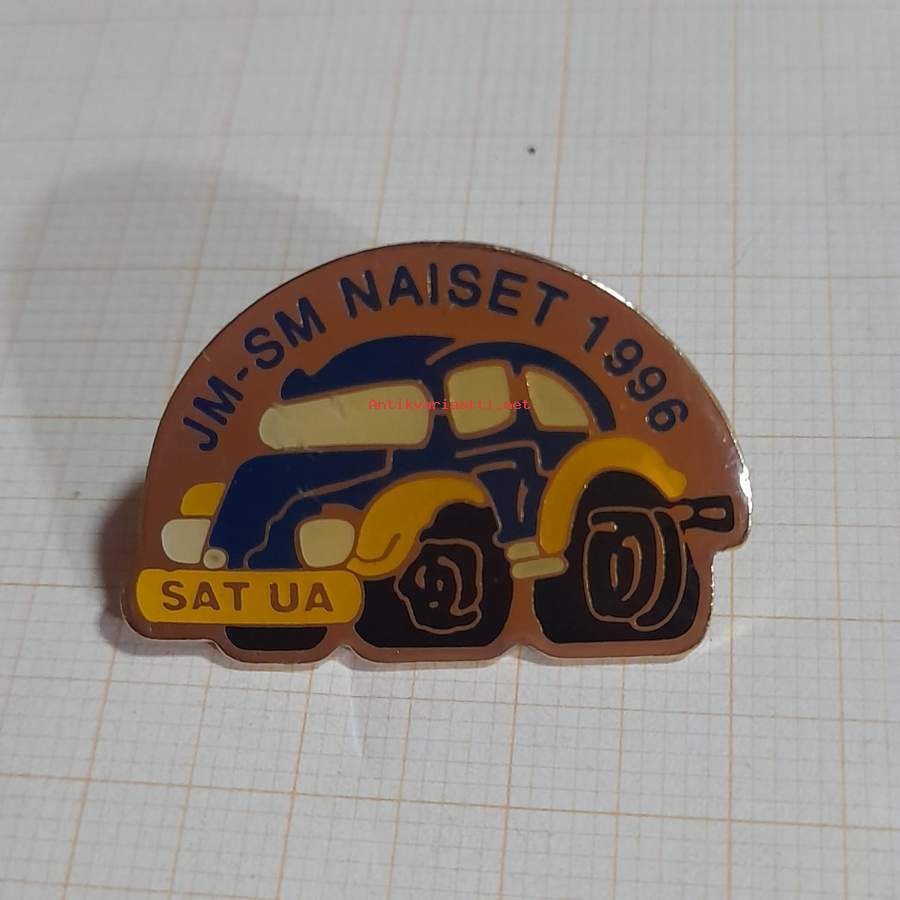 JM-SM NAISET 1996
Antikvariaatti.net
SAT UA